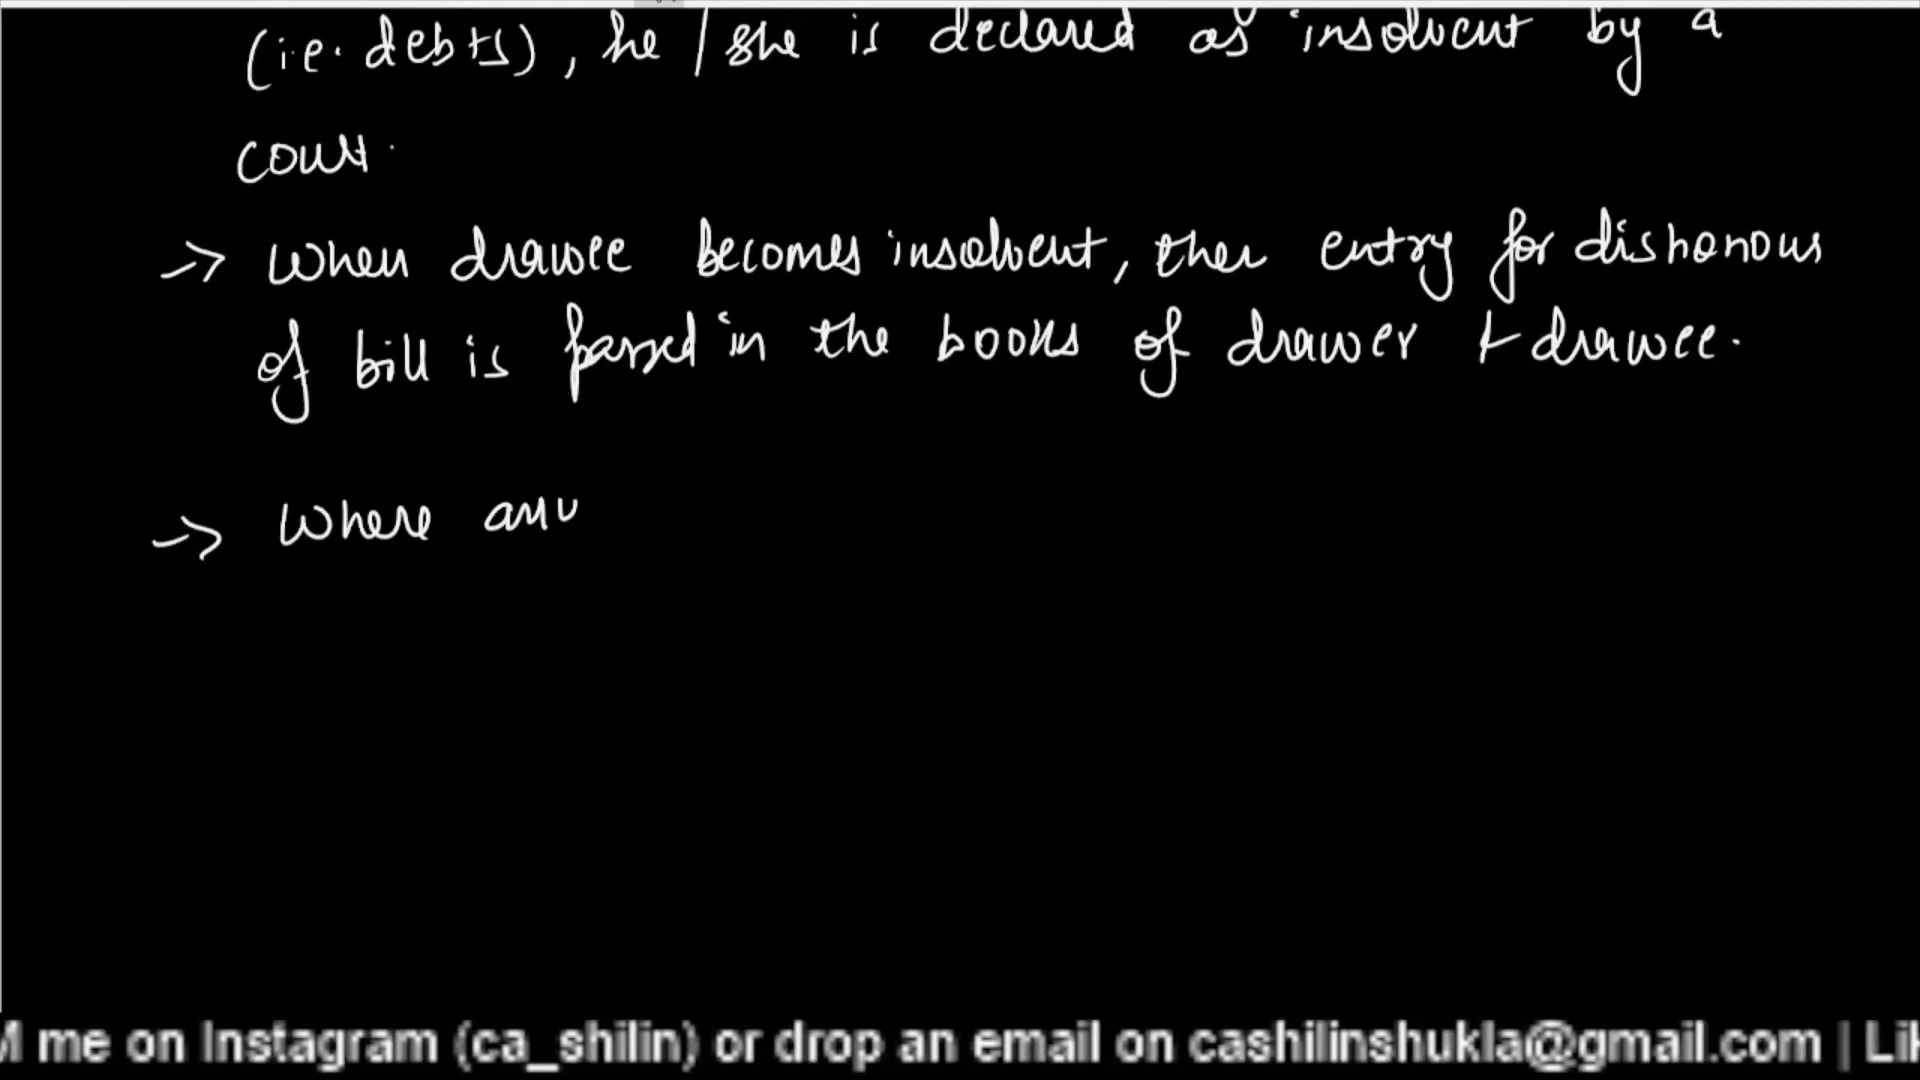 (i.e. debts), he / she is declared as insolvent by a
court.
-> When drawee becomes insolvent, then entry for dishonour
of bill is passed in the books of drawer & drawee.
-> Where
M me on Instagram (ca_shilin) or drop an email on cashilinshukla@gmail.com | Lik